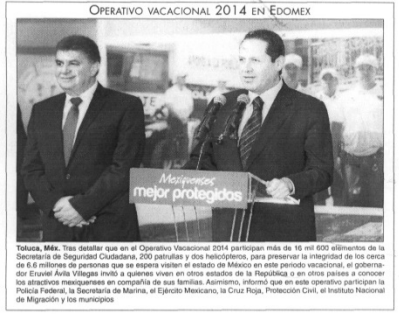 OPERATIVO VACACIONAL 2014 EN EDOMEX
Mexiquenses
mejor protegidos
Toluca, Méx. Tras detallar que en el Operativo Vacacional 2014 participan más de 16 mil 600 elementos de la
Secretaría de Seguridad Ciudadana, 200 patrullas y dos helicópteros, para preservar la integridad de los cerca
de 6.6 millones de personas que se espera visiten el estado de México en este periodo vacacional, el goberna-
dor Eruviel Ávila Villegas invitó a quienes viven en otros estados de la República o en otros países a conocer
los atractivos mexiquenses en compañía de sus familias. Asimismo, informó que en este operativo participan la
Policía Federal, la Secretaría de Marina, el Ejército Mexicano, la Cruz Roja, Protección Civil, el Instituto Nacional
de Migración y los municipios